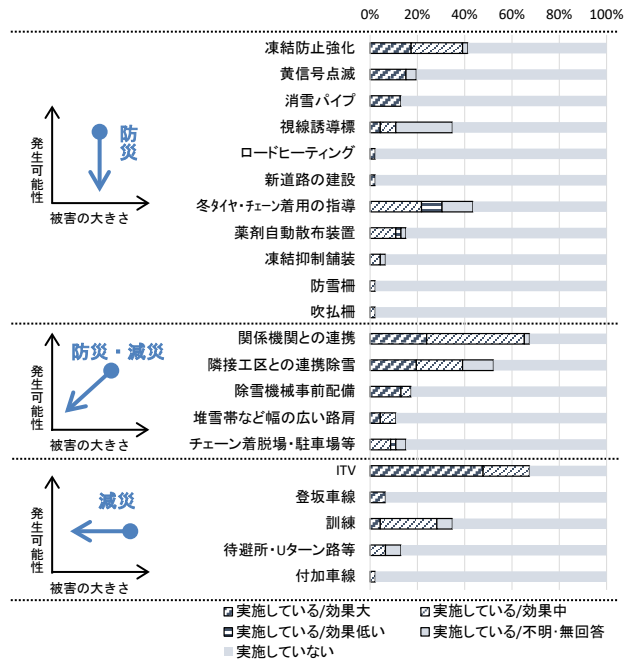 0% 20% 40% 60% 80% 100%
凍結防止強化
黄信号点滅
消雪パイプ
視線誘導標
ロードヒーティング
新道路の建設
冬タイヤ・チェーン着用の指導
薬剤自動散布装置
凍結抑制舗装
防雪柵
吹払柵
発生可能性
防災
被害の大きさ
関係機関との連携
隣接工区との連携除雪
除雪機械事前配備
堆雪帯など幅の広い路肩
チェーン着脱場・駐車場等
発生可能性
防災・減災
被害の大きさ
ITV
登坂車線
訓練
待避所・Uターン路等
付加車線
発生可能性
減災
被害の大きさ
実施している/効果大 実施している/効果中
実施している/効果低い 実施している/不明・無回答
実施していない